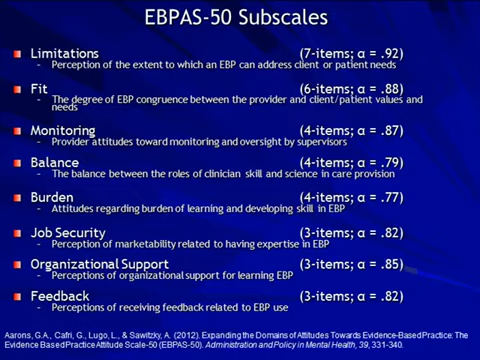 EBPAS-50 Subscales
Limitations (7-items; α = .92)
– Perception of the extent to which an EBP can address client or patient needs
Fit (6-items; α = .88)
– The degree of EBP congruence between the provider and client/patient values and
needs
Monitoring (4-items; α = .87)
– Provider attitudes toward monitoring and oversight by supervisors
Balance (4-items; α = .79)
– The balance between the roles of clinician skill and science in care provision
Burden (4-items; α = .77)
– Attitudes regarding burden of learning and developing skill in EBP
Job Security (3-items; α = .82)
– Perception of marketability related to having expertise in EBP
Organizational Support (3-items; α = .85)
– Perceptions of organizational support for learning EBP
Feedback (3-items; α = .82)
– Perceptions of receiving feedback related to EBP use
Aarons, G.A., Cafri, G., Lugo, L., & Sawitzky, A. (2012). Expanding the Domains of Attitudes Towards Evidence-Based Practice: The
Evidence Based Practice Attitude Scale-50 (EBPAS-50). Administration and Policy in Mental Health, 39, 331-340.